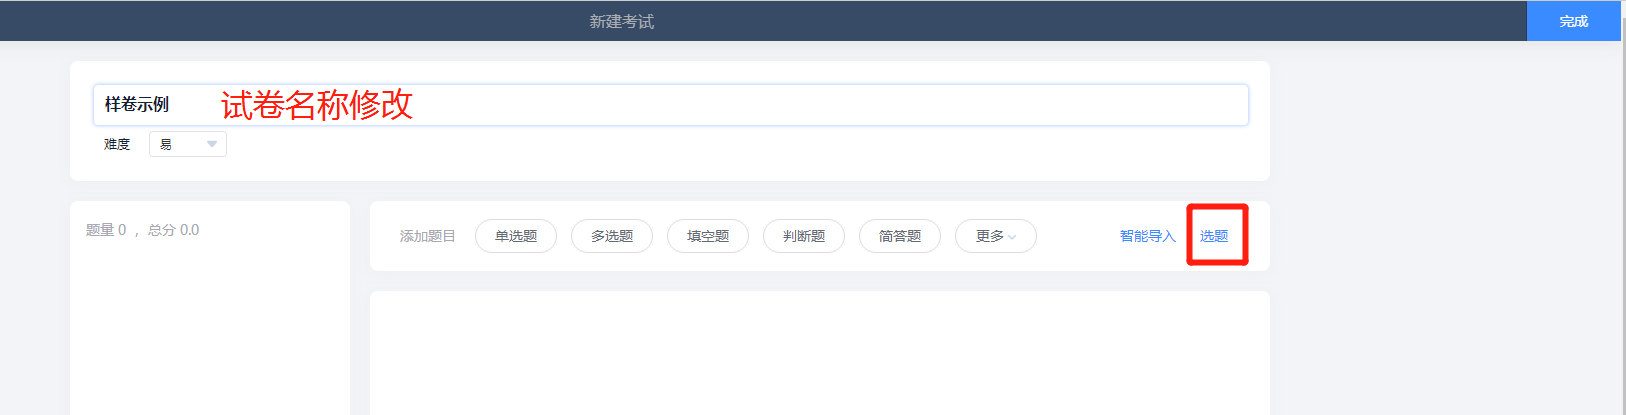 新建考试 完成
样卷示例 试卷名称修改
难度 易
题量 0 ，总分 0.0
添加题目 单选题 多选题 填空题 判断题 简答题 更多 智能导入 选题